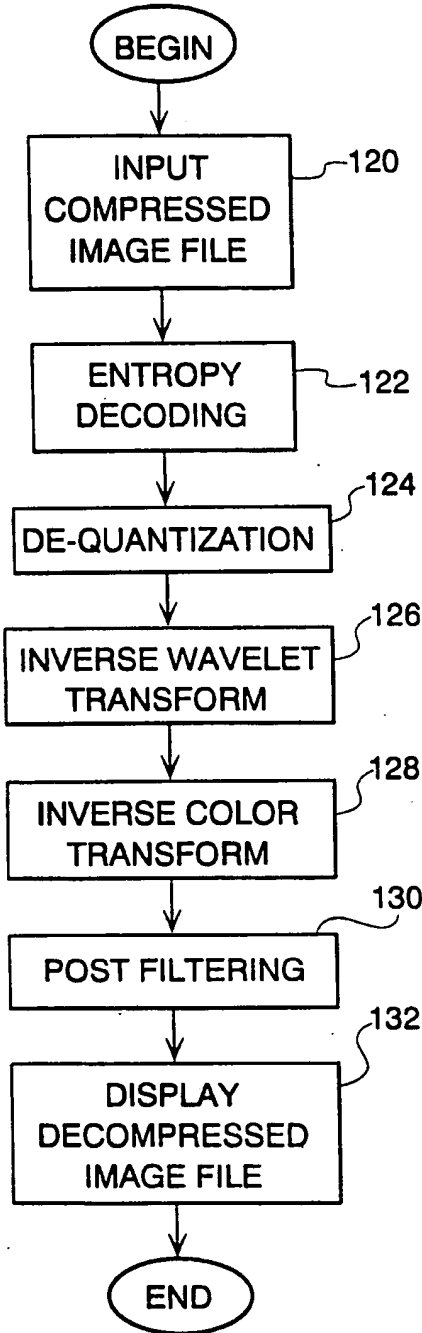 BEGIN
INPUT
COMPRESSED
IMAGE FILE
120
ENTROPY
DECODING
122
124
DE-QUANTIZATION
126
INVERSE WAVELET
TRANSFORM
128
INVERSE COLOR
TRANSFORM
130
POST FILTERING
132
DISPLAY
DECOMPRESSED
IMAGE FILE
END